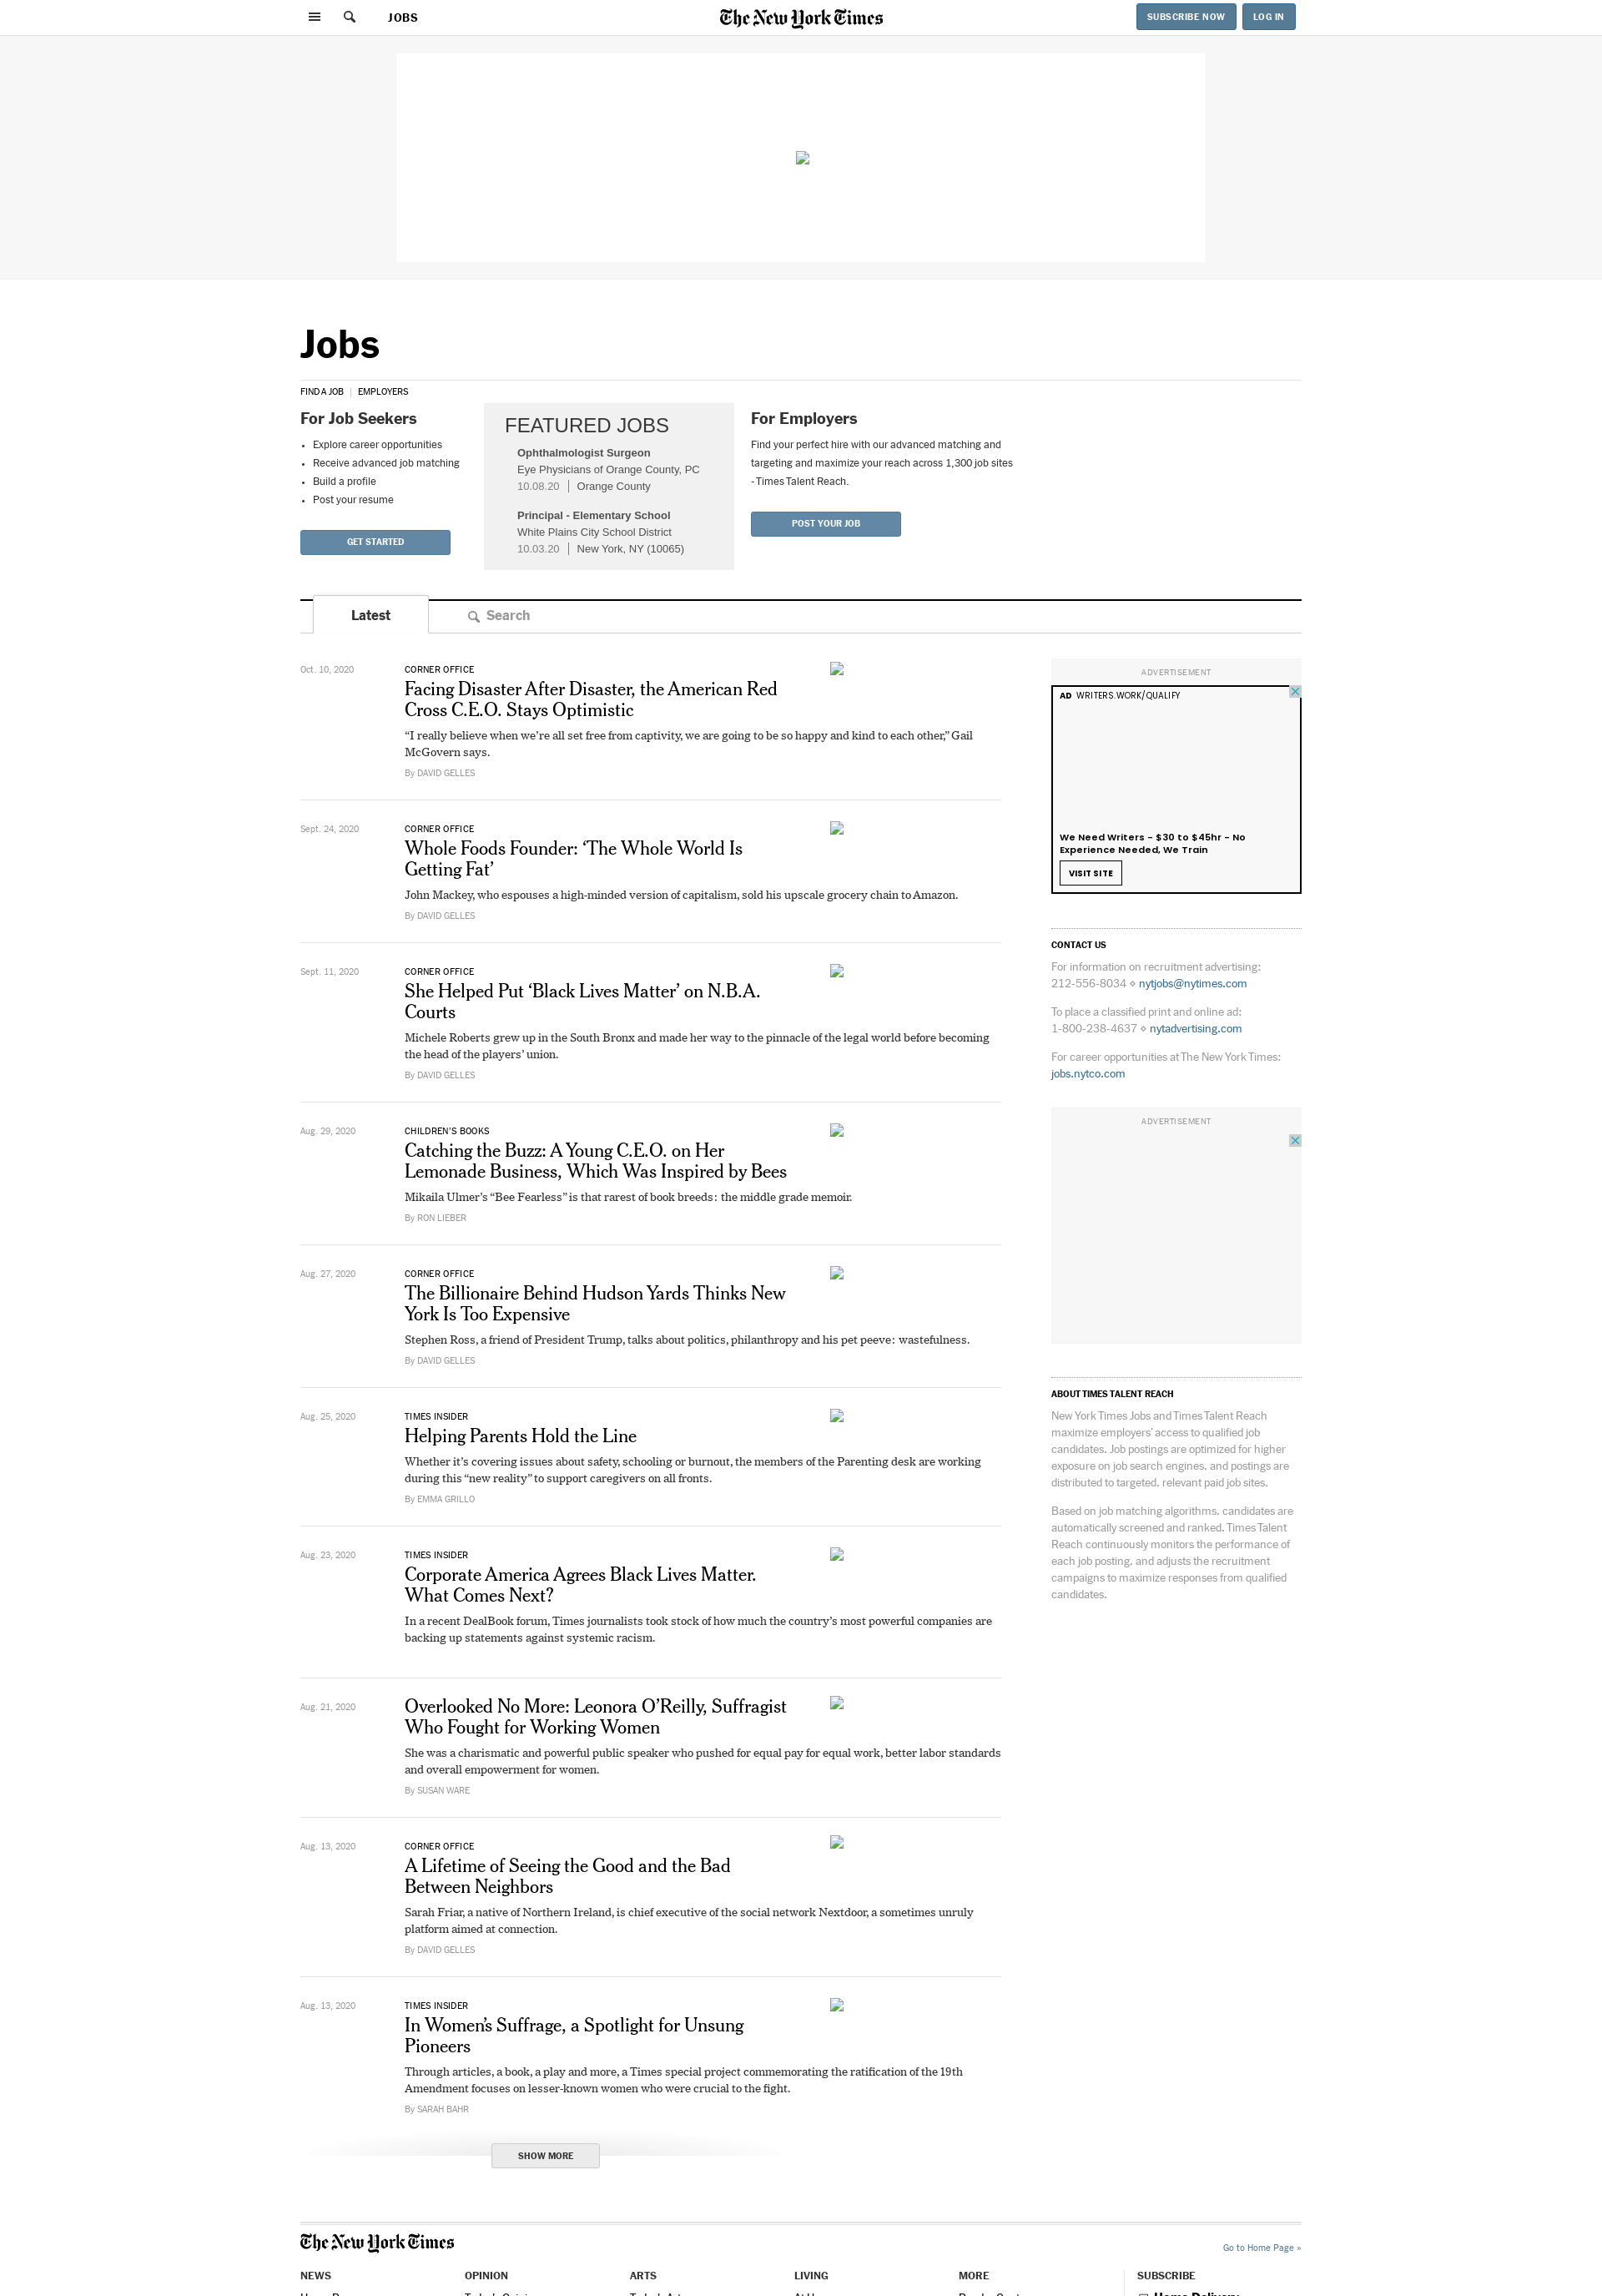 JOBS
The New York Times
SUBSCRIBE NOW
LOG IN
Jobs
FIND A JOB | EMPLOYERS
For Job Seekers
• Explore career opportunities
• Receive advanced job matching
• Build a profile
• Post your resume
GET STARTED
FEATURED JOBS
Ophthalmologist Surgeon
Eye Physicians of Orange County, PC
10.08.20 | Orange County
Principal - Elementary School
White Plains City School District
10.03.20 | New York, NY (10065)
For Employers
Find your perfect hire with our advanced matching and
targeting and maximize your reach across 1,300 job sites
- Times Talent Reach.
POST YOUR JOB
Latest
Search
Oct. 10, 2020
CORNER OFFICE
Facing Disaster After Disaster, the American Red
Cross C.E.O. Stays Optimistic
“I really believe when we’re all set free from captivity, we are going to be so happy and kind to each other,” Gail
McGovern says.
By DAVID GELLES
Sept. 24, 2020
CORNER OFFICE
Whole Foods Founder: ‘The Whole World Is
Getting Fat’
John Mackey, who espouses a high-minded version of capitalism, sold his upscale grocery chain to Amazon.
By DAVID GELLES
Sept. 11, 2020
CORNER OFFICE
She Helped Put ‘Black Lives Matter’ on N.B.A.
Courts
Michele Roberts grew up in the South Bronx and made her way to the pinnacle of the legal world before becoming
the head of the players’ union.
By DAVID GELLES
Aug. 29, 2020
CHILDREN’S BOOKS
Catching the Buzz: A Young C.E.O. on Her
Lemonade Business, Which Was Inspired by Bees
Mikaila Ulmer’s “Bee Fearless” is that rarest of book breeds: the middle grade memoir.
By RON LIEBER
Aug. 27, 2020
CORNER OFFICE
The Billionaire Behind Hudson Yards Thinks New
York Is Too Expensive
Stephen Ross, a friend of President Trump, talks about politics, philanthropy and his pet peeve: wastefulness.
By DAVID GELLES
Aug. 25, 2020
TIMES INSIDER
Helping Parents Hold the Line
Whether it’s covering issues about safety, schooling or burnout, the members of the Parenting desk are working
during this “new reality” to support caregivers on all fronts.
By EMMA GRILLO
Aug. 23, 2020
TIMES INSIDER
Corporate America Agrees Black Lives Matter.
What Comes Next?
In a recent DealBook forum, Times journalists took stock of how much the country’s most powerful companies are
backing up statements against systemic racism.
Aug. 21, 2020
Overlooked No More: Leonora O’Reilly, Suffragist
Who Fought for Working Women
She was a charismatic and powerful public speaker who pushed for equal pay for equal work, better labor standards
and overall empowerment for women.
By SUSAN WARE
Aug. 13, 2020
CORNER OFFICE
A Lifetime of Seeing the Good and the Bad
Between Neighbors
Sarah Friar, a native of Northern Ireland, is chief executive of the social network Nextdoor, a sometimes unruly
platform aimed at connection.
By DAVID GELLES
Aug. 13, 2020
TIMES INSIDER
In Women’s Suffrage, a Spotlight for Unsung
Pioneers
Through articles, a book, a play and more, a Times special project commemorating the ratification of the 19th
Amendment focuses on lesser-known women who were crucial to the fight.
By SARAH BAHR
SHOW MORE
ADVERTISEMENT
AD WRITERS.WORK/QUALIFY
We Need Writers - $30 to $45hr - No
Experience Needed, We Train
VISIT SITE
CONTACT US
For information on recruitment advertising:
212-556-8034 ⋄ nytjobs@nytimes.com
To place a classified print and online ad:
1-800-238-4637 ⋄ nytadvertising.com
For career opportunities at The New York Times:
jobs.nytco.com
ADVERTISEMENT
ABOUT TIMES TALENT REACH
New York Times Jobs and Times Talent Reach
maximize employers’ access to qualified job
candidates. Job postings are optimized for higher
exposure on job search engines, and postings are
distributed to targeted, relevant paid job sites.
Based on job matching algorithms, candidates are
automatically screened and ranked. Times Talent
Reach continuously monitors the performance of
each job posting, and adjusts the recruitment
campaigns to maximize responses from qualified
candidates.
The New York Times
Go to Home Page »
NEWS
OPINION
ARTS
LIVING
MORE
SUBSCRIBE